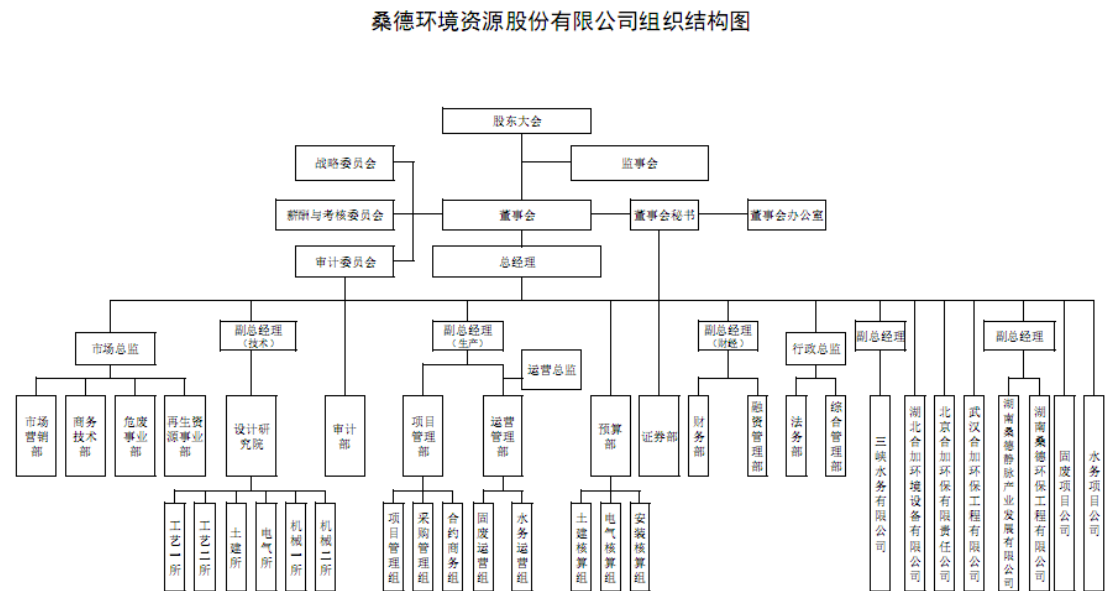 桑德环境资源股份有限公司组织结构图
股东大会
战略委员会
监事会
薪酬与考核委员会
董事会
董事会秘书
董事会办公室
审计委员会
总经理
市场总监
副总经理
（技术）
副总经理
（生产）
运营总监
副总经理
（财经）
行政总监
副总经理
副总经理
市场
营销
部
商务
技术
部
危废
事业
部
再生资
源事业
部
设计研
究院
审计
部
项目
管理
部
运营
管理
部
预算
部
证券部
财务部
融资管理部
法务部
综合管理部
三峡水务有限公司
湖北合加环境设备有限公司
北京合加环保有限责任公司
武汉合加环保工程有限公司
湖南桑德静脉产业发展有限公司
湖南桑德环保工程有限公司
固废项目公司
水务项目公司
工艺一所
工艺二所
土建所
电气所
机械一所
机械二所
项目管理组
采购管理组
合约商务组
固废运营组
水务运营组
土建核算组
电气核算组
安装核算组